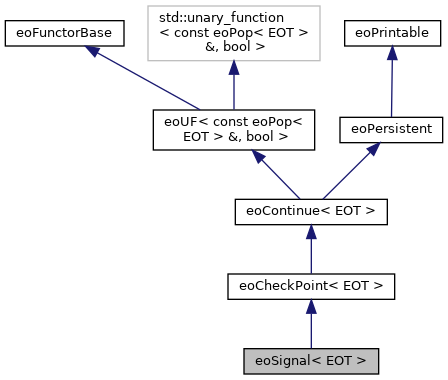 eoFunctorBase
std::unary_function
< const eoPop< EOT >
&, bool >
eoPrintable
eoUF< const eoPop<
EOT > &, bool >
eoPersistent
eoContinue< EOT >
eoCheckPoint< EOT >
eoSignal< EOT >